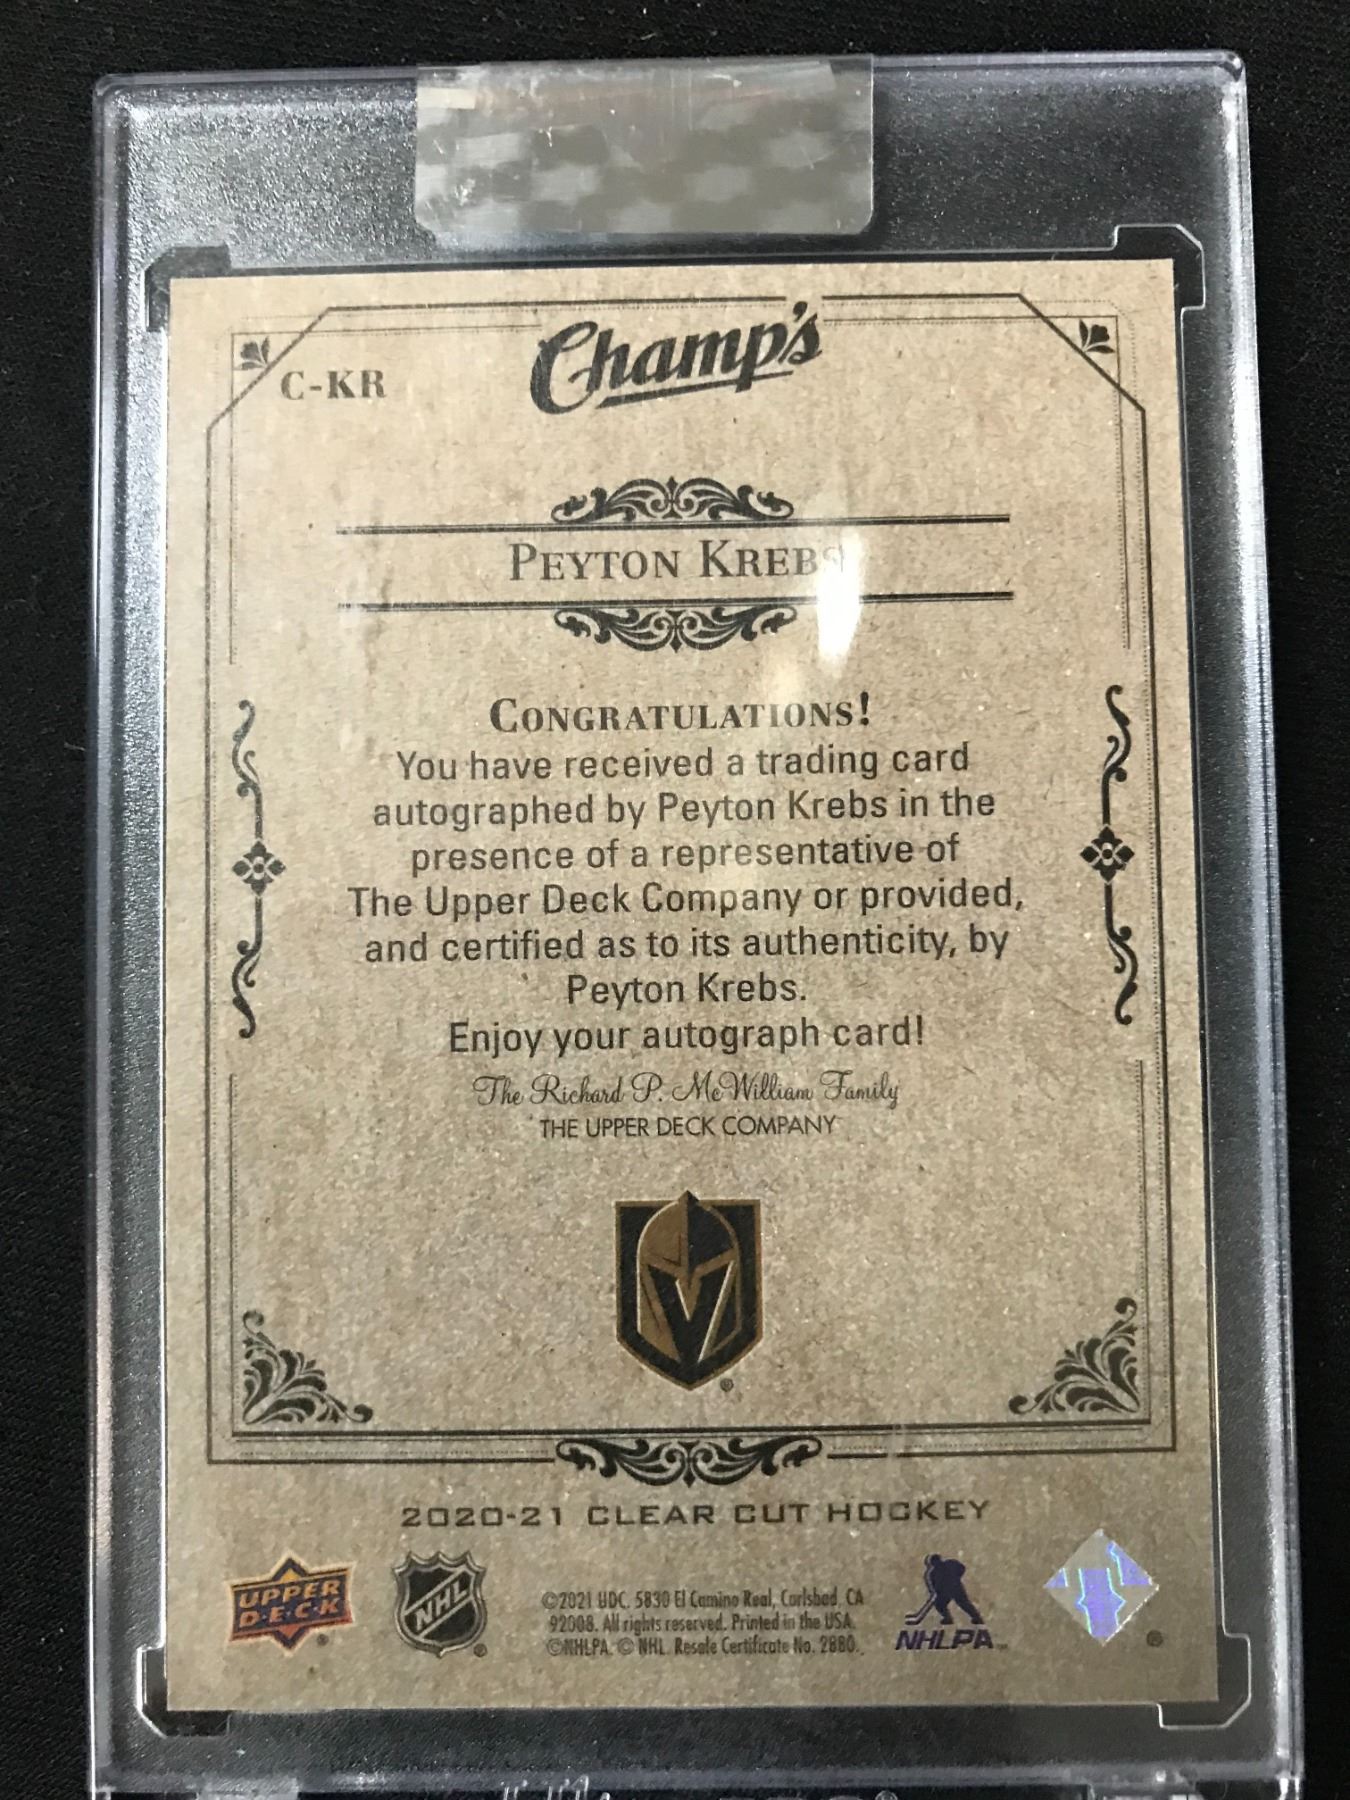 Champ's
C-KR
PEYTON KREBS
CONGRATULATIONS!
You have received a trading card
autographed by Peyton Krebs in the
presence of a representative of
The Upper Deck Company or provided,
and certified as to its authenticity, by
Peyton Krebs.
Enjoy your autograph card!
The Richard P. McWilliam Family
THE UPPER DECK COMPANY
®
2020-21 CLEAR CUT HOCKEY
UPPER
D·E·C·K
®
NHL
®
©2021 UDC. 5830 El Camino Real, Carlsbad, CA
92008. All rights reserved. Printed in the USA.
©NHLPA. © NHL. Resale Certificate No. 2880.
NHLPA™
®